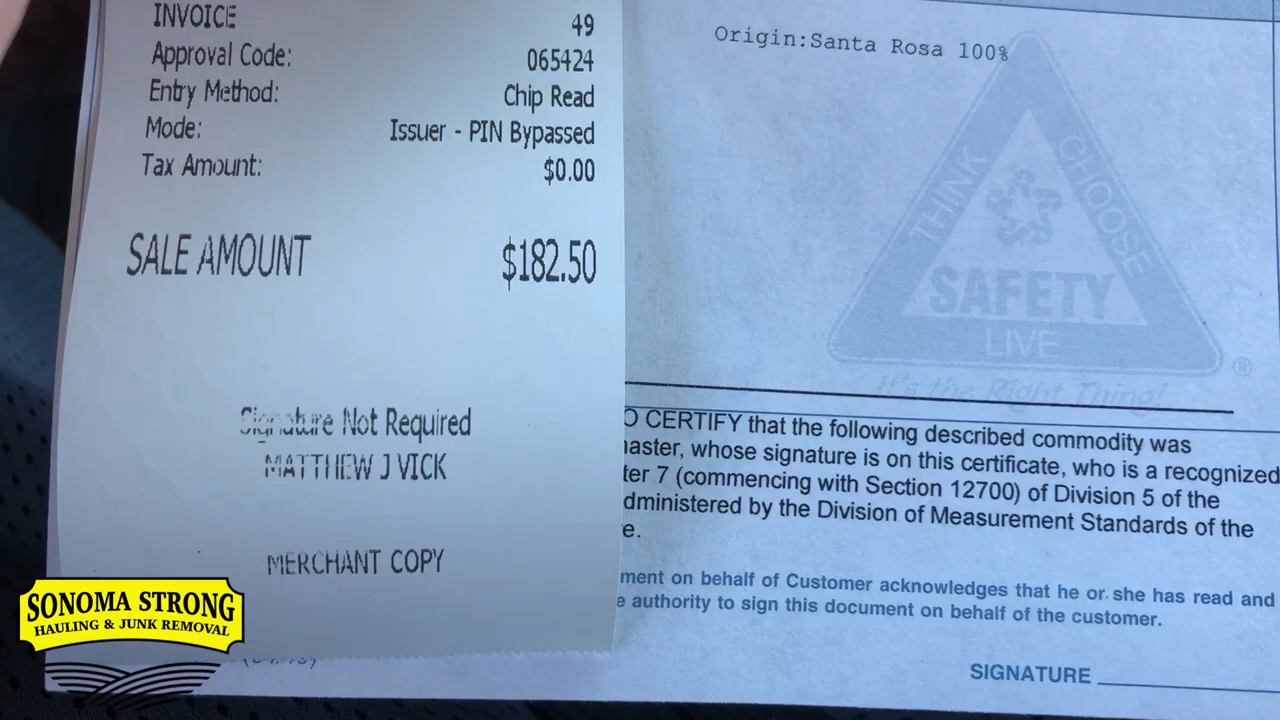 INVOICE 49
Approval Code: 065424
Entry Method: Chip Read
Mode: Issuer - PIN Bypassed
Tax Amount: $0.00
SALE AMOUNT $182.50
Signature Not Required
MATTHEW J VICK
MERCHANT COPY
Origin:Santa Rosa 100%
THINK
CHOOSE
SAFETY
LIVE
®
It's the Right Thing!
O CERTIFY that the following described commodity was
master, whose signature is on this certificate, who is a recognized
ter 7 (commencing with Section 12700) of Division 5 of the
dministered by the Division of Measurement Standards of the
e.
ment on behalf of Customer acknowledges that he or she has read and
e authority to sign this document on behalf of the customer.
SIGNATURE
SONOMA STRONG
HAULING & JUNK REMOVAL